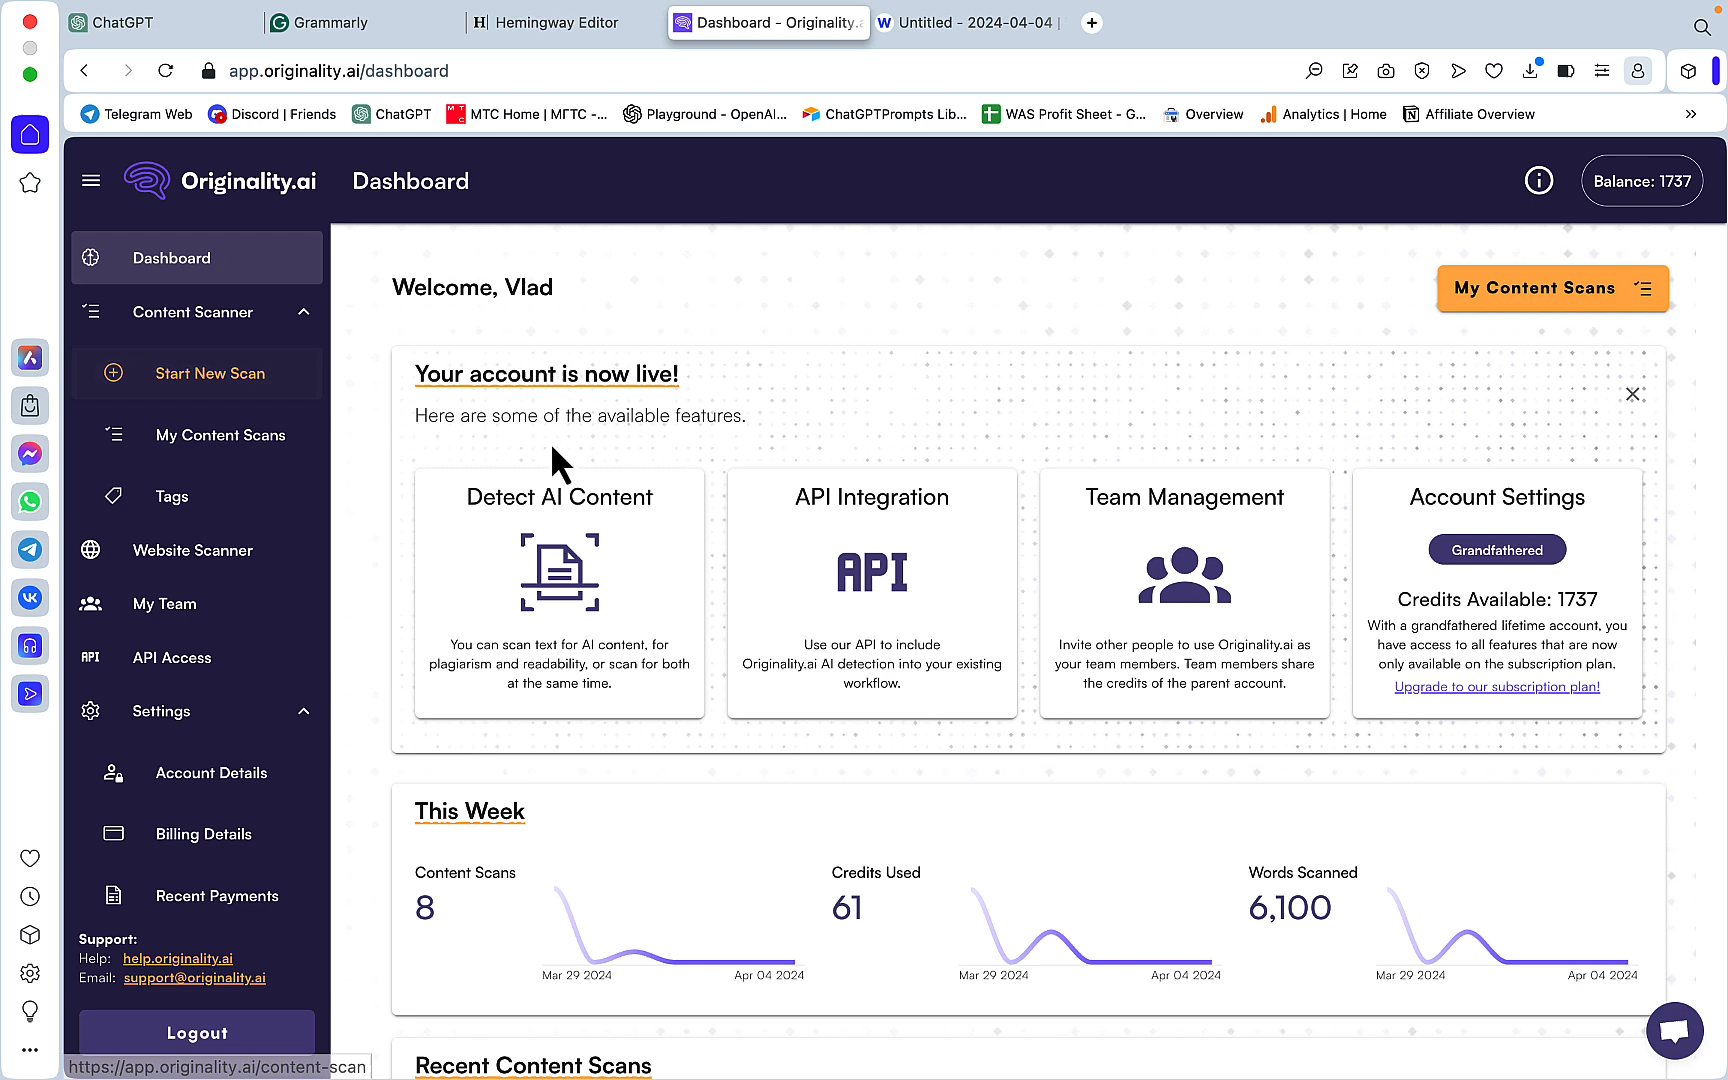 ChatGPT
Grammarly
H Hemingway Editor
Dashboard - Originality.a
W Untitled - 2024-04-04 |
app.originality.ai/dashboard
Telegram Web
Discord | Friends
ChatGPT
МТС Home | МГТС -...
Playground - OpenAI...
ChatGPTPrompts Lib...
WAS Profit Sheet - G...
Overview
Analytics | Home
Affiliate Overview
Originality.ai
Dashboard
Balance: 1737
Dashboard
Content Scanner
Start New Scan
My Content Scans
Tags
Website Scanner
My Team
API API Access
Settings
Account Details
Billing Details
Recent Payments
Support:
Help: help.originality.ai
Email: support@originality.ai
Logout
https://app.originality.ai/content-scan
Welcome, Vlad
My Content Scans
Your account is now live!
Here are some of the available features.
Detect AI Content
You can scan text for AI content, for
plagiarism and readability, or scan for both
at the same time.
API Integration
API
Use our API to include
Originality.ai AI detection into your existing
workflow.
Team Management
Invite other people to use Originality.ai as
your team members. Team members share
the credits of the parent account.
Account Settings
Grandfathered
Credits Available: 1737
With a grandfathered lifetime account, you
have access to all features that are now
only available on the subscription plan.
Upgrade to our subscription plan!
This Week
Content Scans
8
Mar 29 2024
Apr 04 2024
Credits Used
61
Mar 29 2024
Apr 04 2024
Words Scanned
6,100
Mar 29 2024
Apr 04 2024
Recent Content Scans